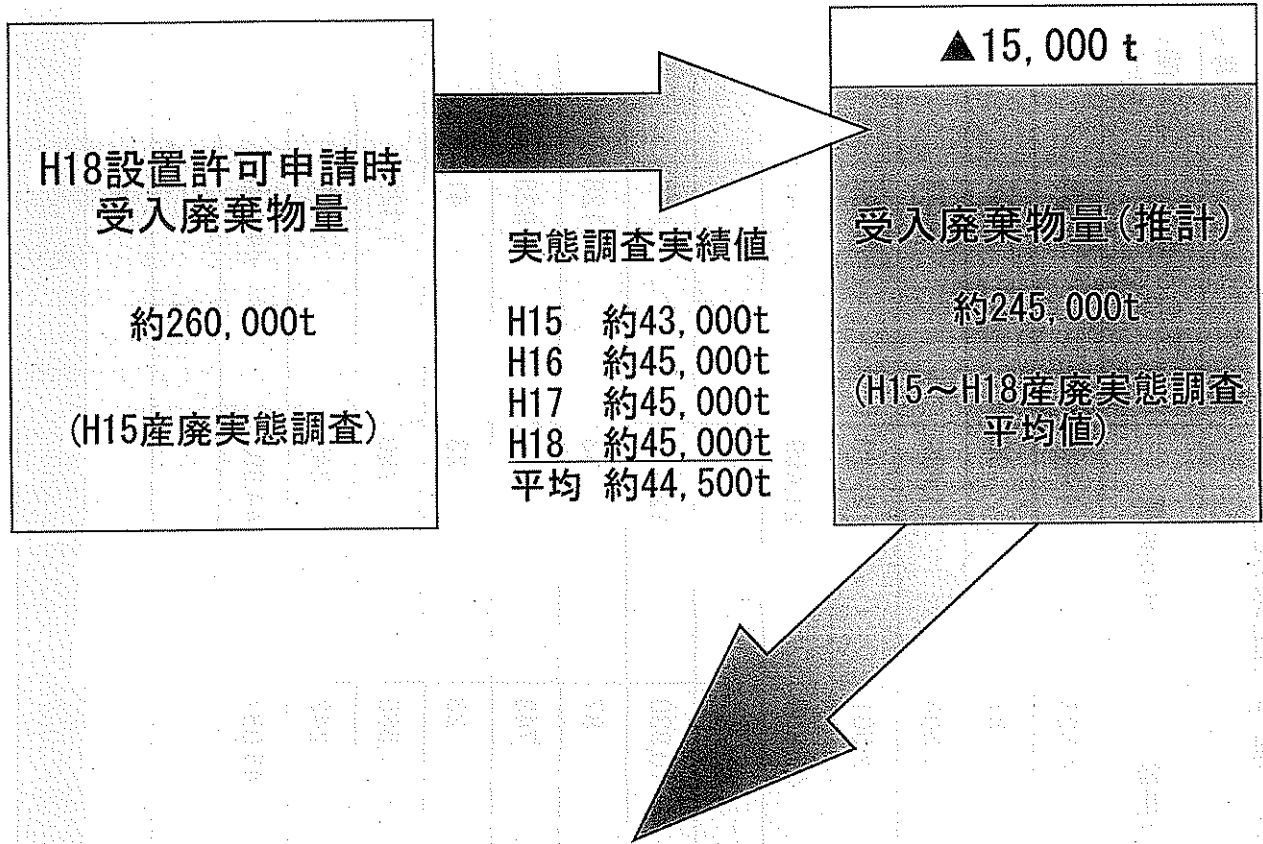 H18設置許可申請時
受入廃棄物量
約260,000t
(H15産廃実態調査)
実態調査実績値
H15 約43,000t
H16 約45,000t
H17 約45,000t
H18 約45,000t
平均 約44,500t
▲15,000 t
受入廃棄物量(推計)
約245,000t
(H15～H18産廃実態調査
平均値)